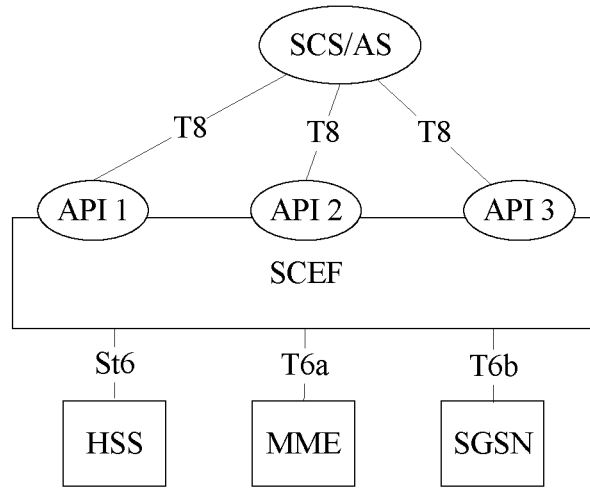 SCS/AS
T8
T8
T8
API 1
API 2
API 3
SCEF
St6
T6a
T6b
HSS
MME
SGSN